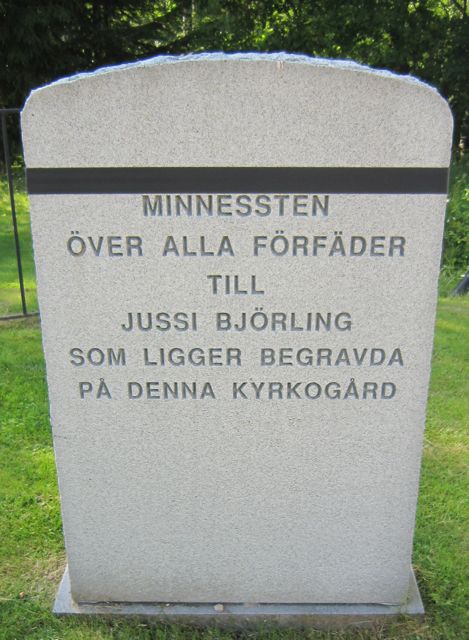 MINNESSTEN
ÖVER ALLA FÖRFÄDER
TILL
JUSSI BJÖRLING
SOM LIGGER BEGRAVDA
PÅ DENNA KYRKOGÅRD